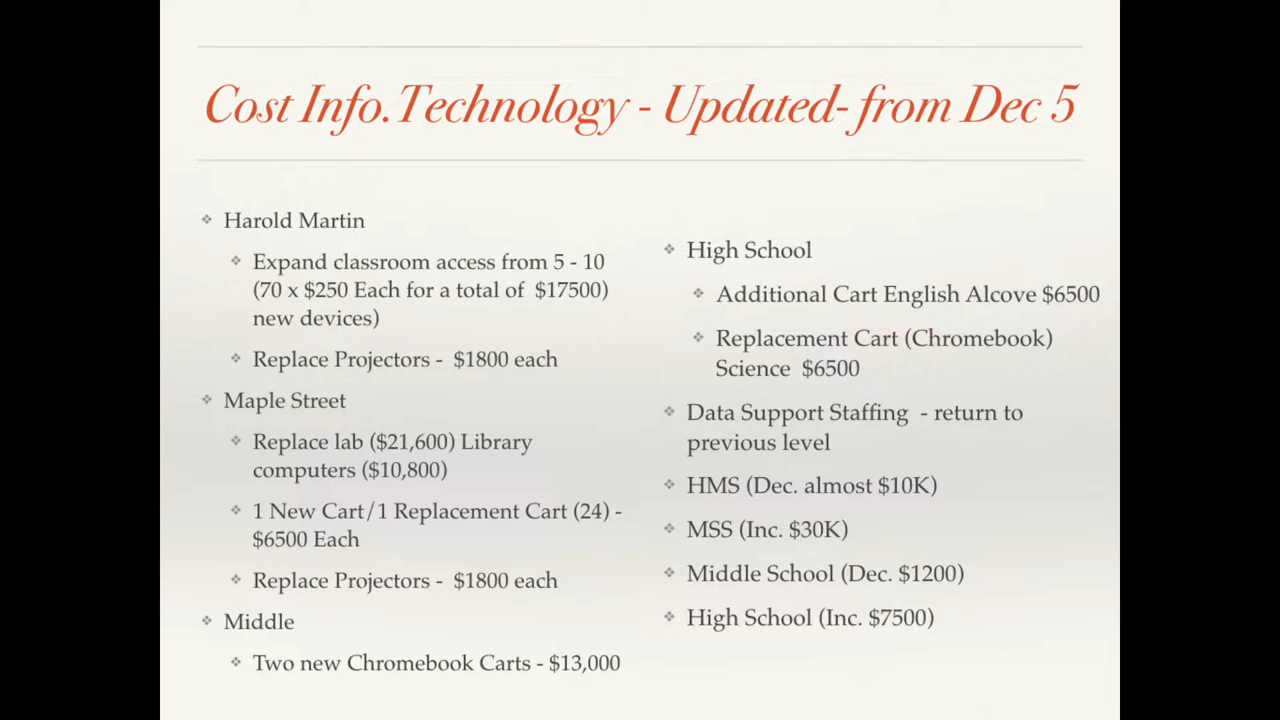 Cost Info.Technology - Updated- from Dec 5
Harold Martin
Expand classroom access from 5 - 10
(70 x $250 Each for a total of $17500)
new devices)
Replace Projectors - $1800 each
Maple Street
Replace lab ($21,600) Library
computers ($10,800)
1 New Cart/1 Replacement Cart (24) -
$6500 Each
Replace Projectors - $1800 each
Middle
Two new Chromebook Carts - $13,000
High School
Additional Cart English Alcove $6500
Replacement Cart (Chromebook)
Science $6500
Data Support Staffing - return to
previous level
HMS (Dec. almost $10K)
MSS (Inc. $30K)
Middle School (Dec. $1200)
High School (Inc. $7500)